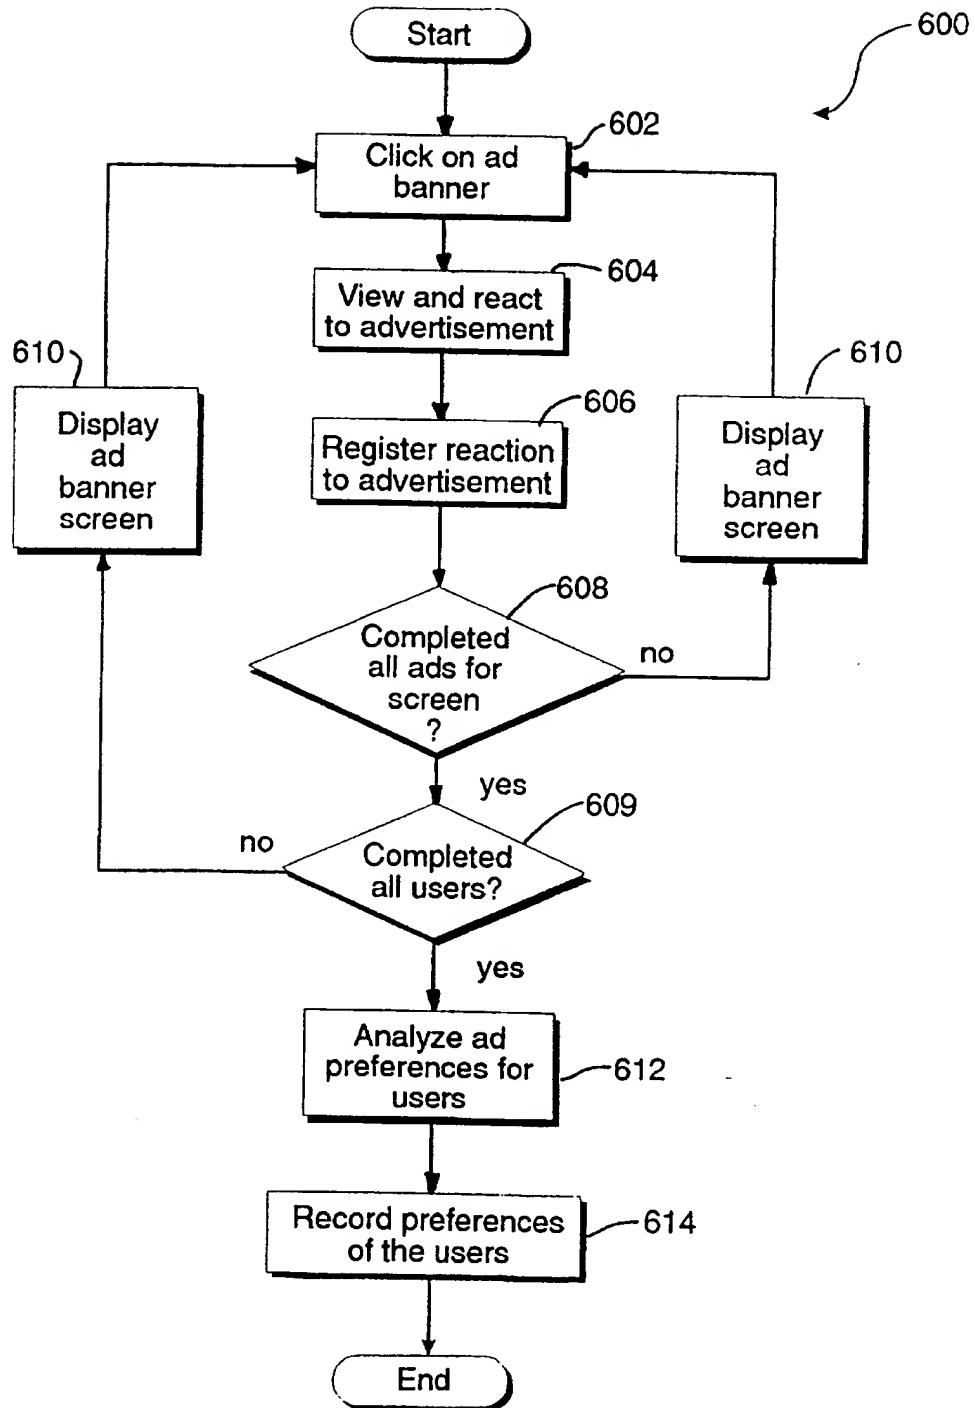 Start
600
602
Click on ad
banner
604
View and react
to advertisement
610
Display
ad
banner
screen
606
Register reaction
to advertisement
610
Display
ad
banner
screen
608
Completed
all ads for
screen
?
no
yes
609
Completed
all users?
no
yes
Analyze ad
preferences for
users
612
Record preferences
of the users
614
End